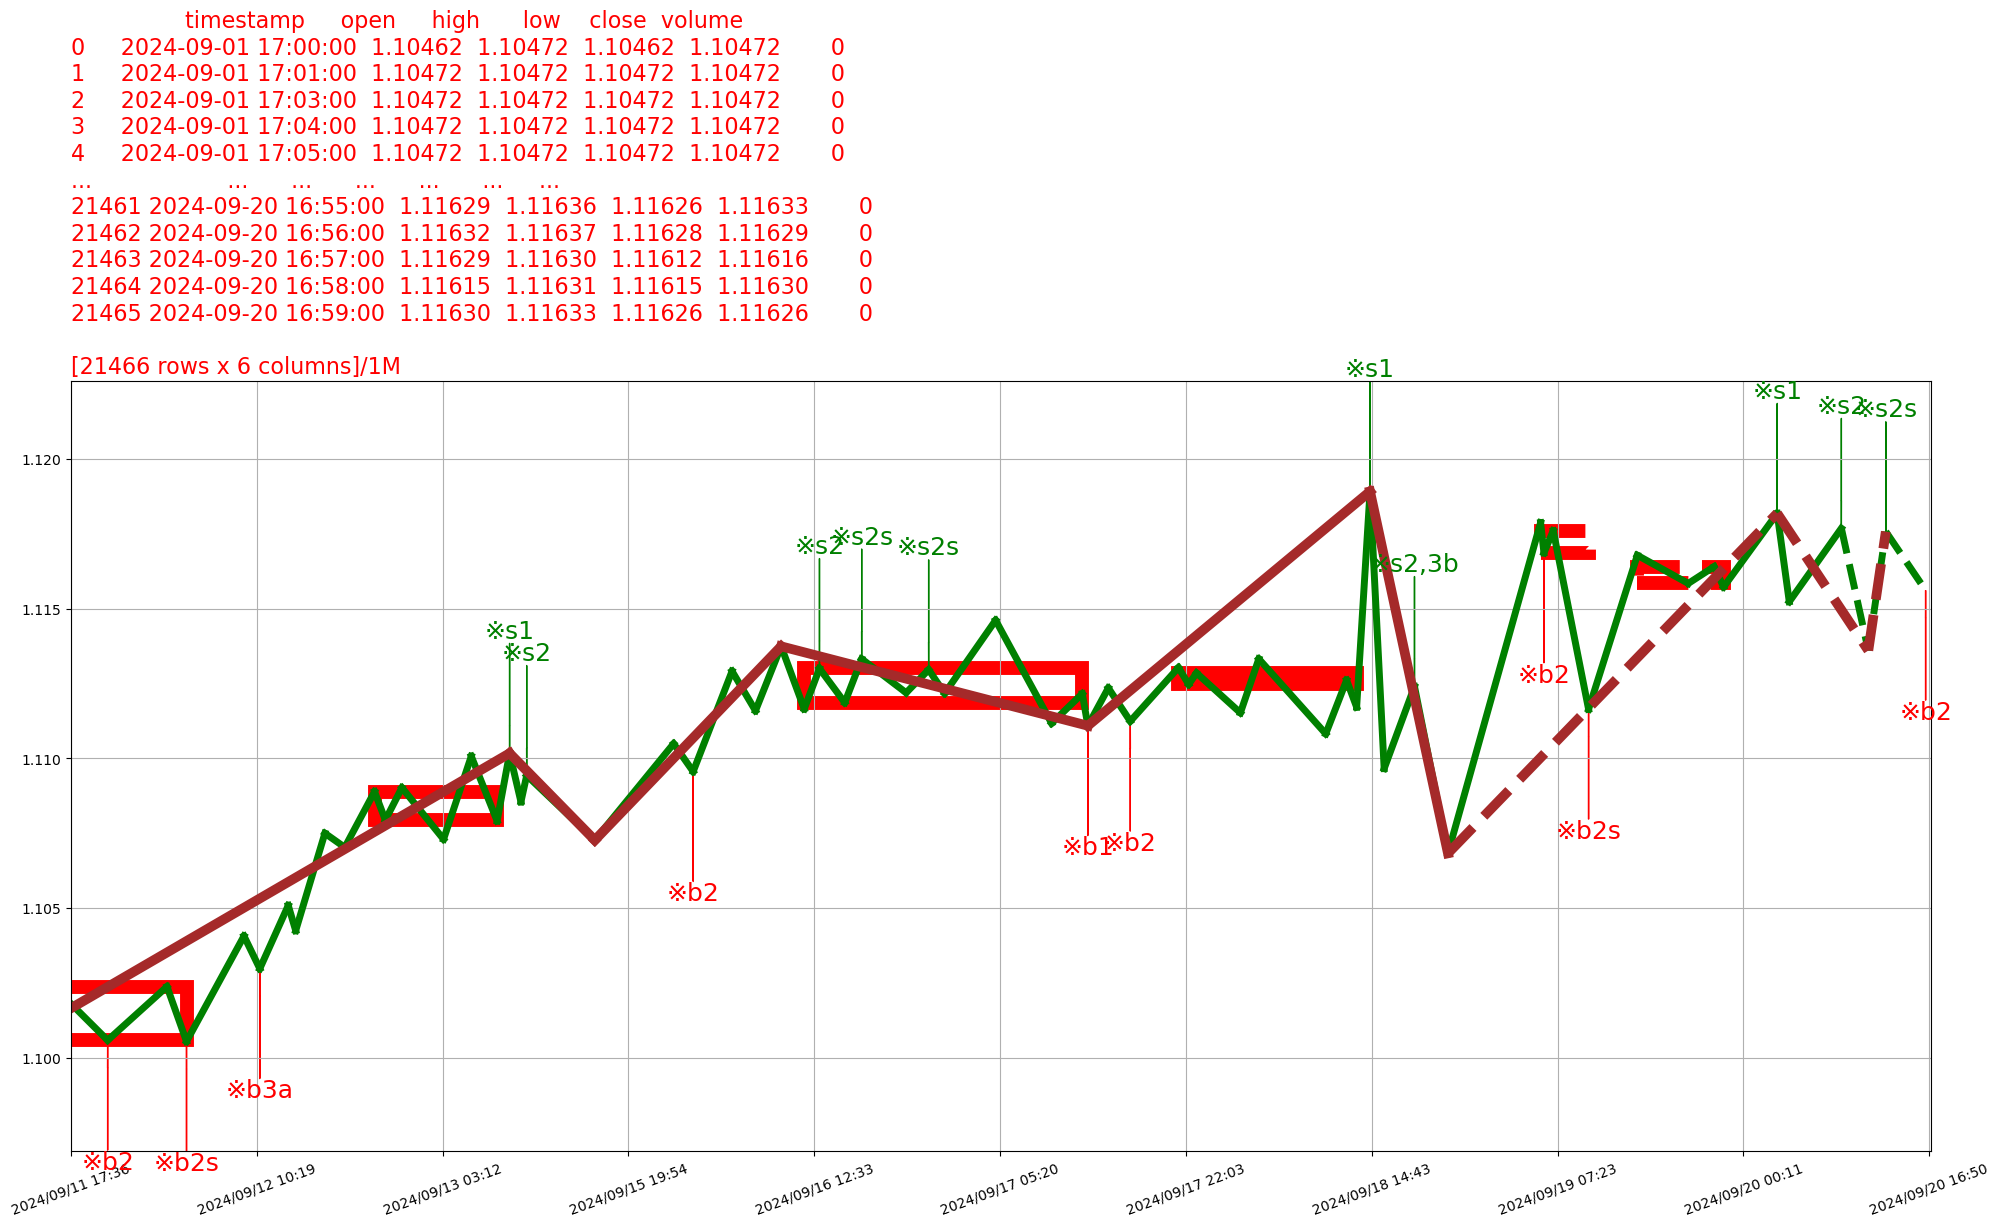 timestamp open high low close volume
0 2024-09-01 17:00:00 1.10462 1.10472 1.10462 1.10472 0
1 2024-09-01 17:01:00 1.10472 1.10472 1.10472 1.10472 0
2 2024-09-01 17:03:00 1.10472 1.10472 1.10472 1.10472 0
3 2024-09-01 17:04:00 1.10472 1.10472 1.10472 1.10472 0
4 2024-09-01 17:05:00 1.10472 1.10472 1.10472 1.10472 0
... ... ... ... ... ... ...
21461 2024-09-20 16:55:00 1.11629 1.11636 1.11626 1.11633 0
21462 2024-09-20 16:56:00 1.11632 1.11637 1.11628 1.11629 0
21463 2024-09-20 16:57:00 1.11629 1.11630 1.11612 1.11616 0
21464 2024-09-20 16:58:00 1.11615 1.11631 1.11615 1.11630 0
21465 2024-09-20 16:59:00 1.11630 1.11633 1.11626 1.11626 0
[21466 rows x 6 columns]/1M
※s1
※s1
※s2
※s2s
1.120
※s2
※s2s
※s2s
※s2,3b
1.115
※s1
※s2
※b2
※b2
1.110
※b2s
※b1
※b2
※b2
1.105
1.100
※b3a
※b2
※b2s
2024/09/11 17:36
2024/09/12 10:19
2024/09/13 03:12
2024/09/15 19:54
2024/09/16 12:33
2024/09/17 05:20
2024/09/17 22:03
2024/09/18 14:43
2024/09/19 07:23
2024/09/20 00:11
2024/09/20 16:50